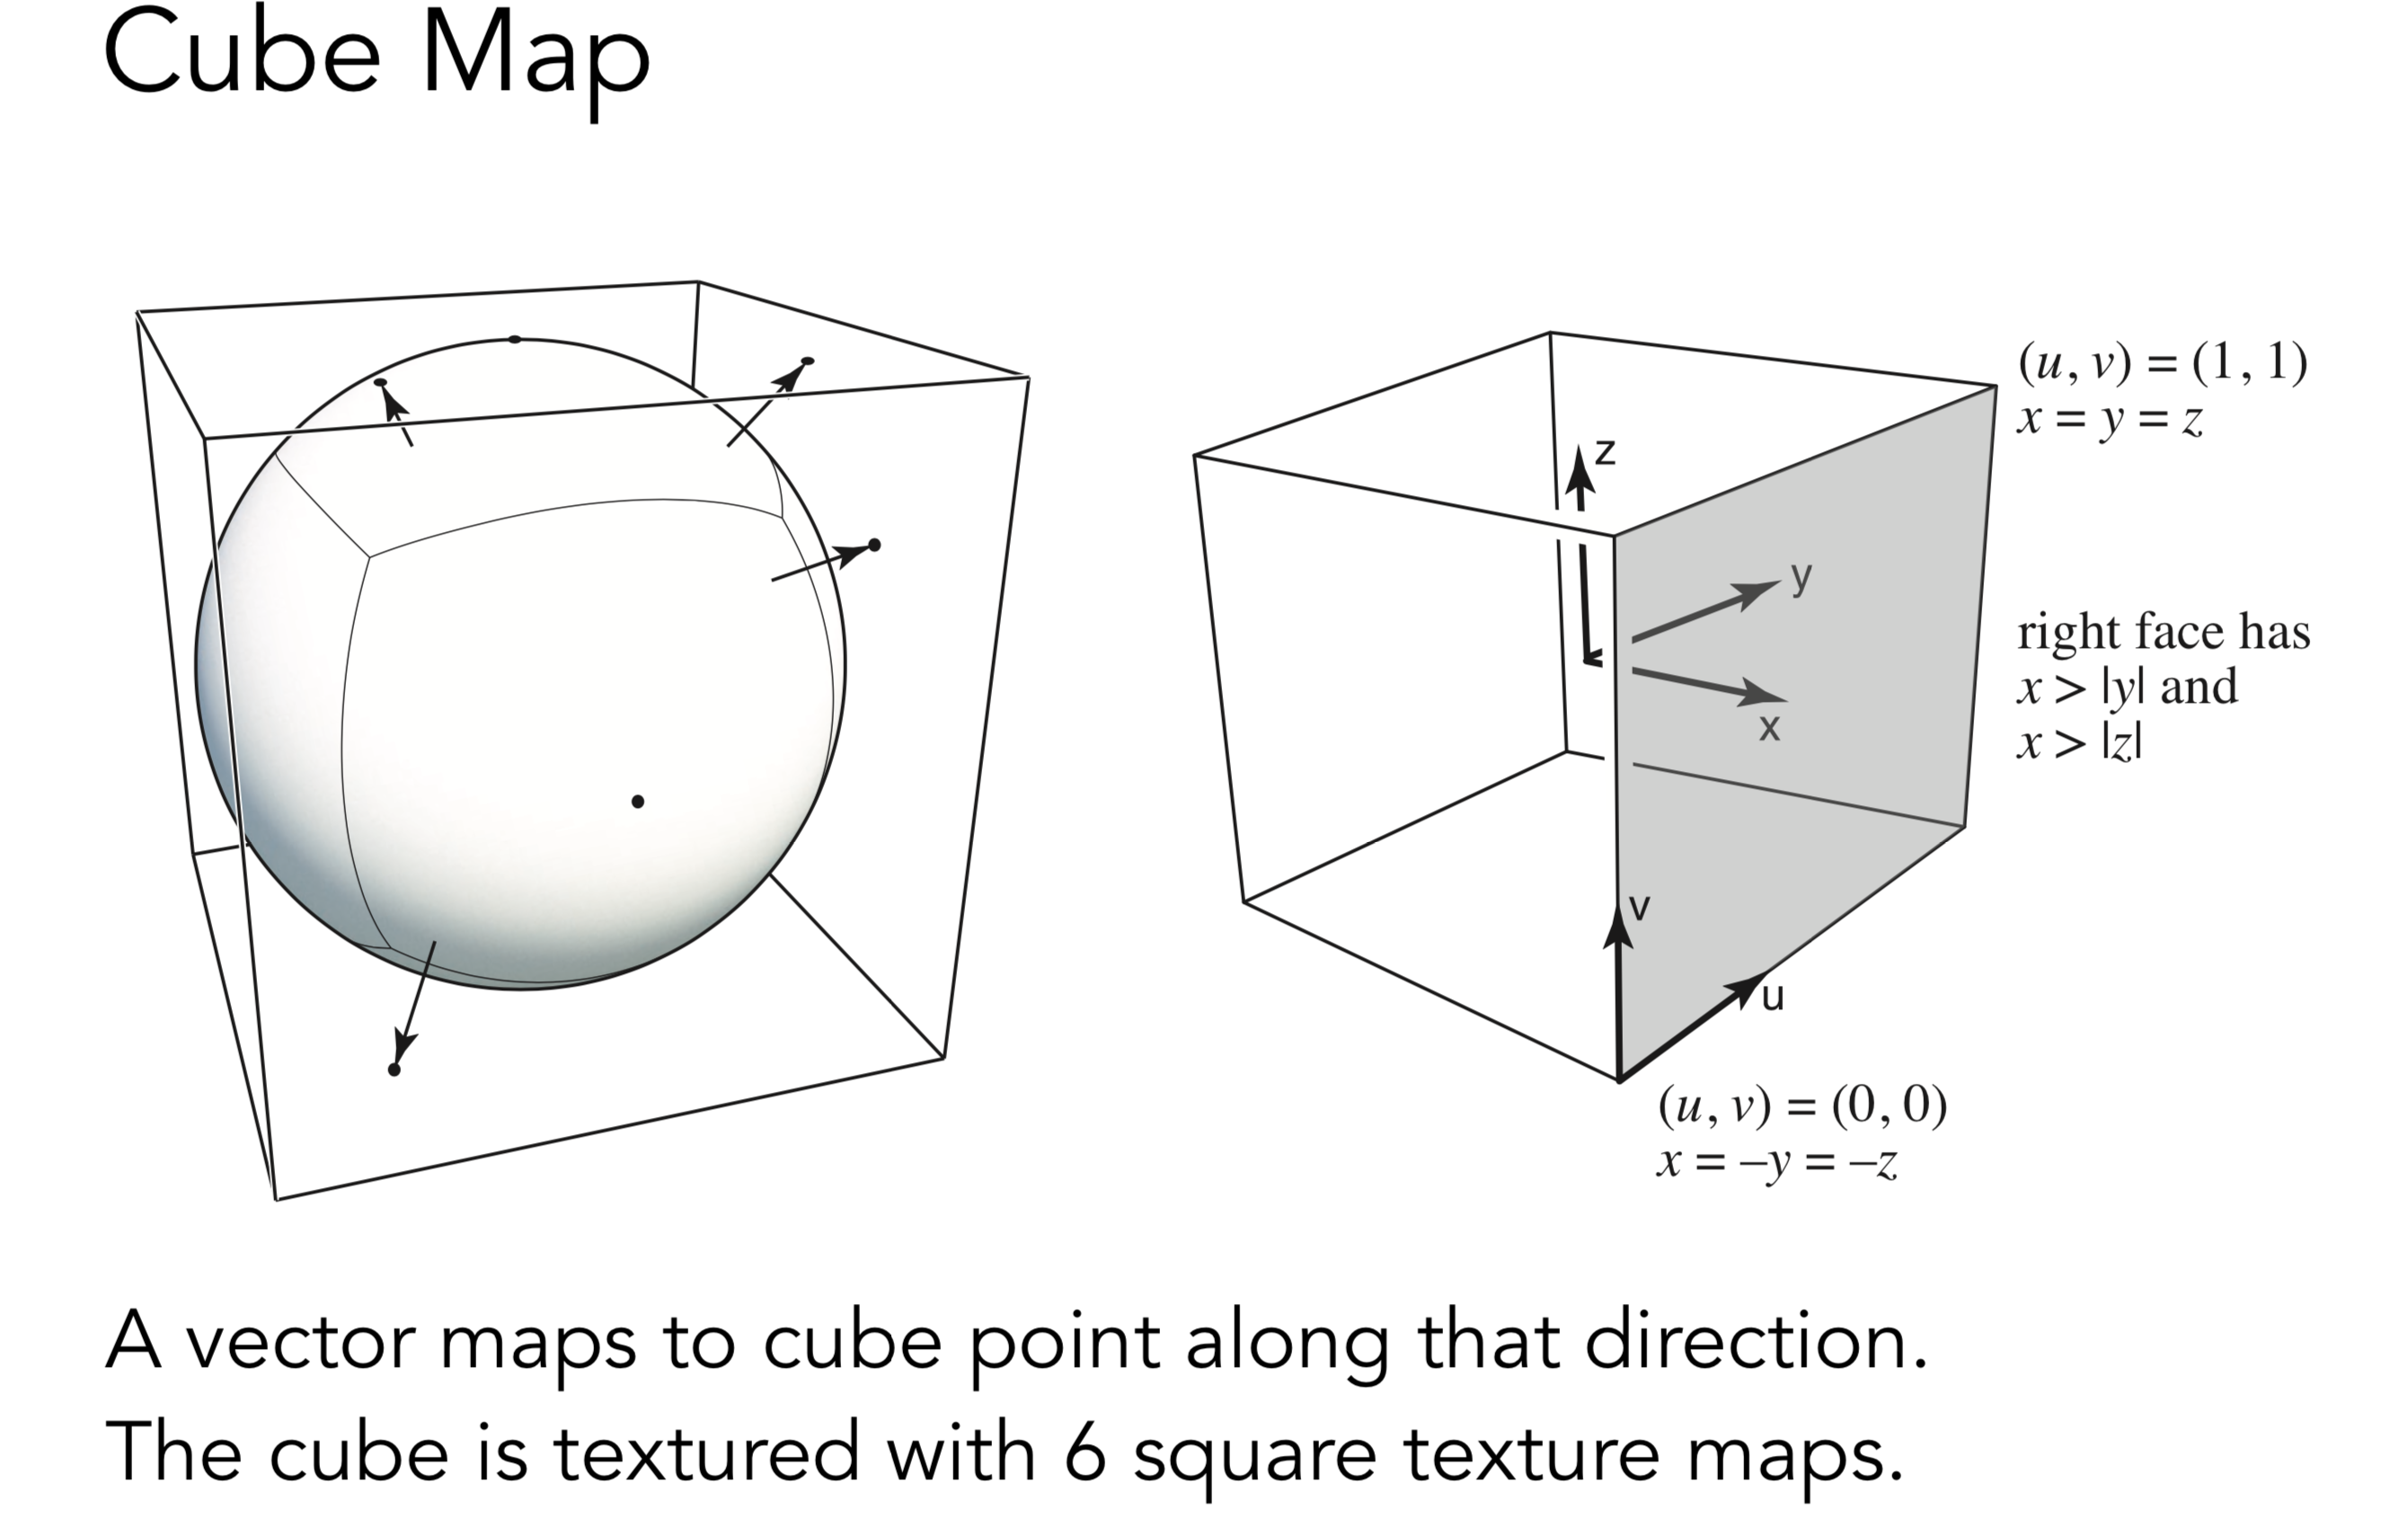 Cube Map
(u, v) = (1, 1)
x = y = z
z
y
right face has
x > |y| and
x > |z|
x
v
u
(u, v) = (0, 0)
x = –y = –z
A vector maps to cube point along that direction.
The cube is textured with 6 square texture maps.